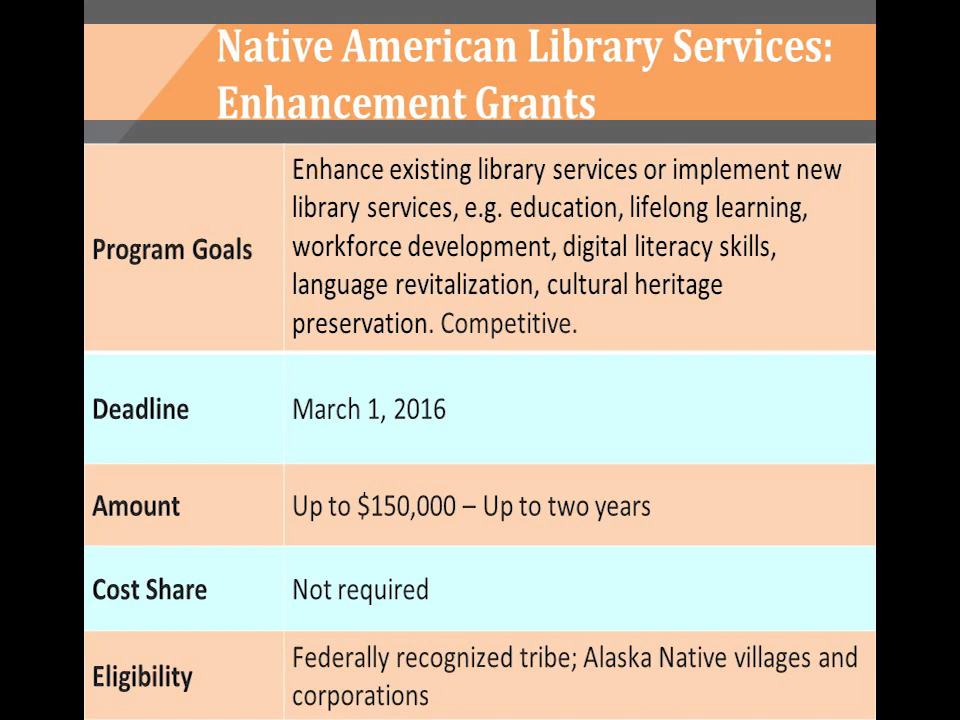 Native American Library Services:
Enhancement Grants
Program Goals
Enhance existing library services or implement new
library services, e.g. education, lifelong learning,
workforce development, digital literacy skills,
language revitalization, cultural heritage
preservation. Competitive.
Deadline
March 1, 2016
Amount
Up to $150,000 – Up to two years
Cost Share
Not required
Eligibility
Federally recognized tribe; Alaska Native villages and
corporations